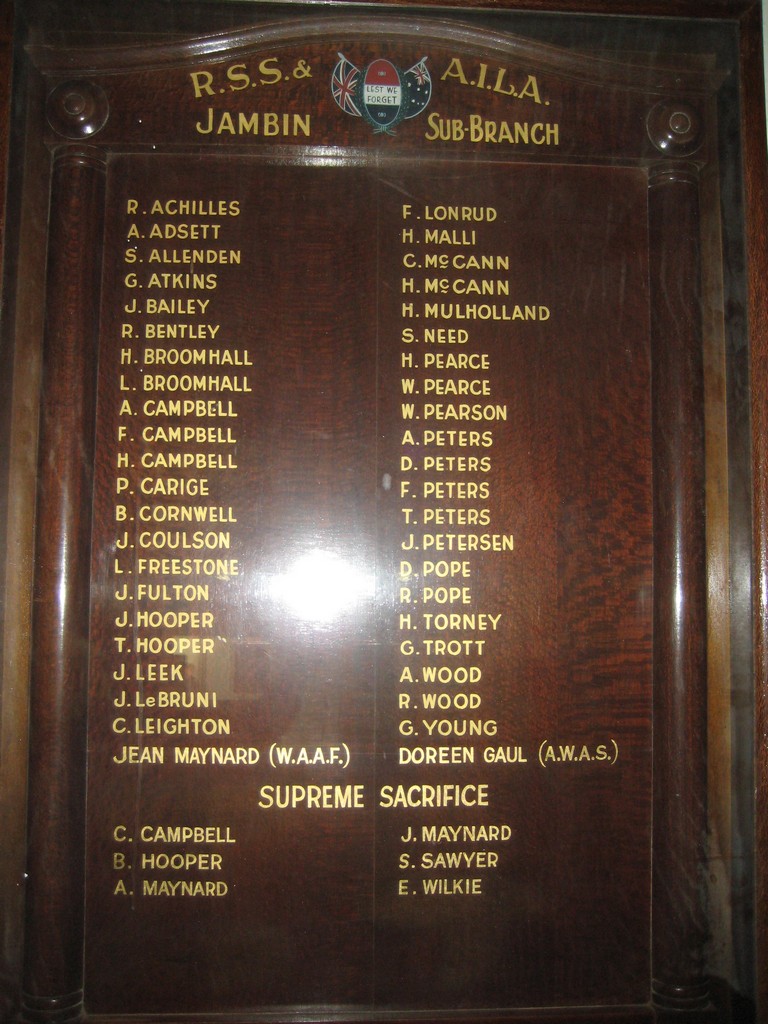 R.S.S. & A.I.L.A.
LEST WE
FORGET
JAMBIN SUB-BRANCH
R. ACHILLES
A. ADSETT
S. ALLENDEN
G. ATKINS
J. BAILEY
R. BENTLEY
H. BROOMHALL
L. BROOMHALL
A. CAMPBELL
F. CAMPBELL
H. CAMPBELL
P. CARIGE
B. CORNWELL
J. COULSON
L. FREESTONE
J. FULTON
J. HOOPER
T. HOOPER
J. LEEK
J. LeBRUNI
C. LEIGHTON
JEAN MAYNARD (W.A.A.F.)
F. LONRUD
H. MALLI
C. McCANN
H. McCANN
H. MULHOLLAND
S. NEED
H. PEARCE
W. PEARCE
W. PEARSON
A. PETERS
D. PETERS
F. PETERS
T. PETERS
J. PETERSEN
D. POPE
R. POPE
H. TORNEY
G. TROTT
A. WOOD
R. WOOD
G. YOUNG
DOREEN GAUL (A.W.A.S.)
SUPREME SACRIFICE
C. CAMPBELL
B. HOOPER
A. MAYNARD
J. MAYNARD
S. SAWYER
E. WILKIE